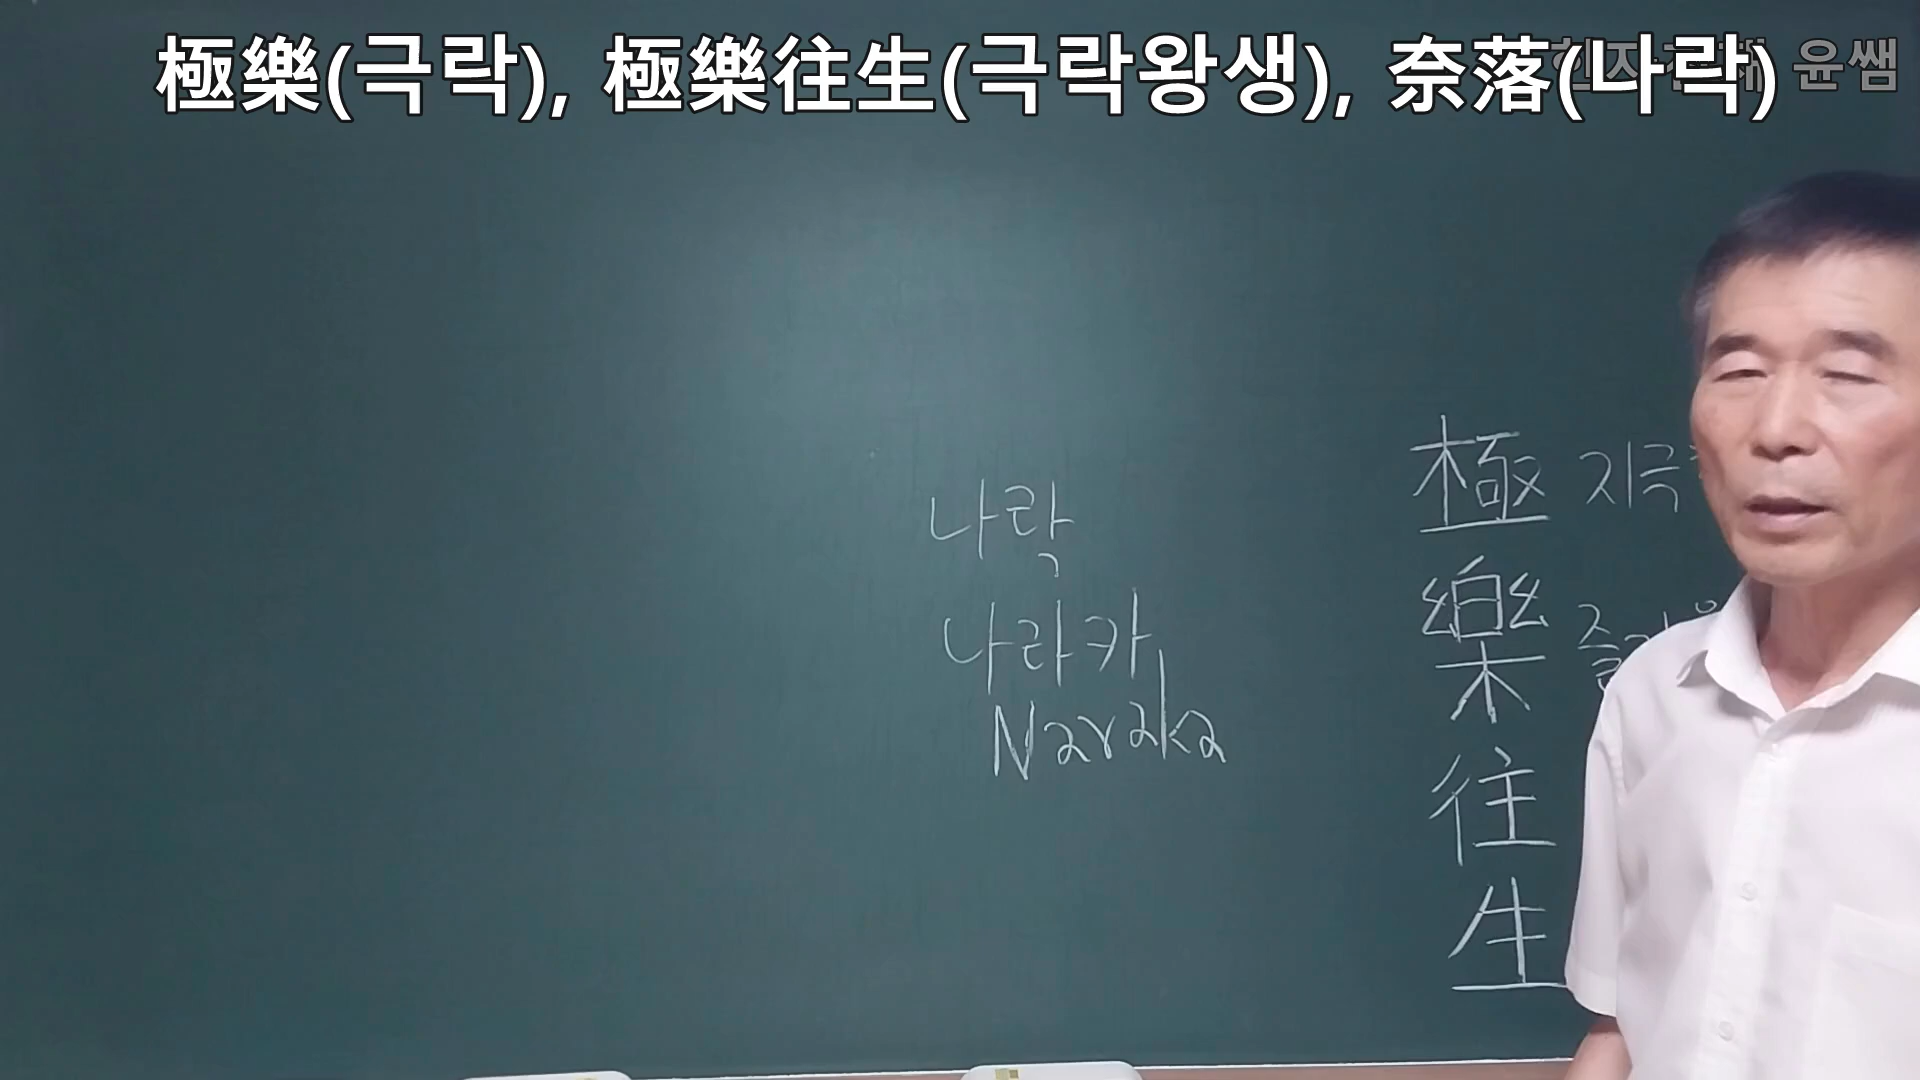 極樂(극락), 極樂往生(극락왕생), 奈落(나락)
윤쌤
나락
나라카
Naraka
極 지극
樂
往
生